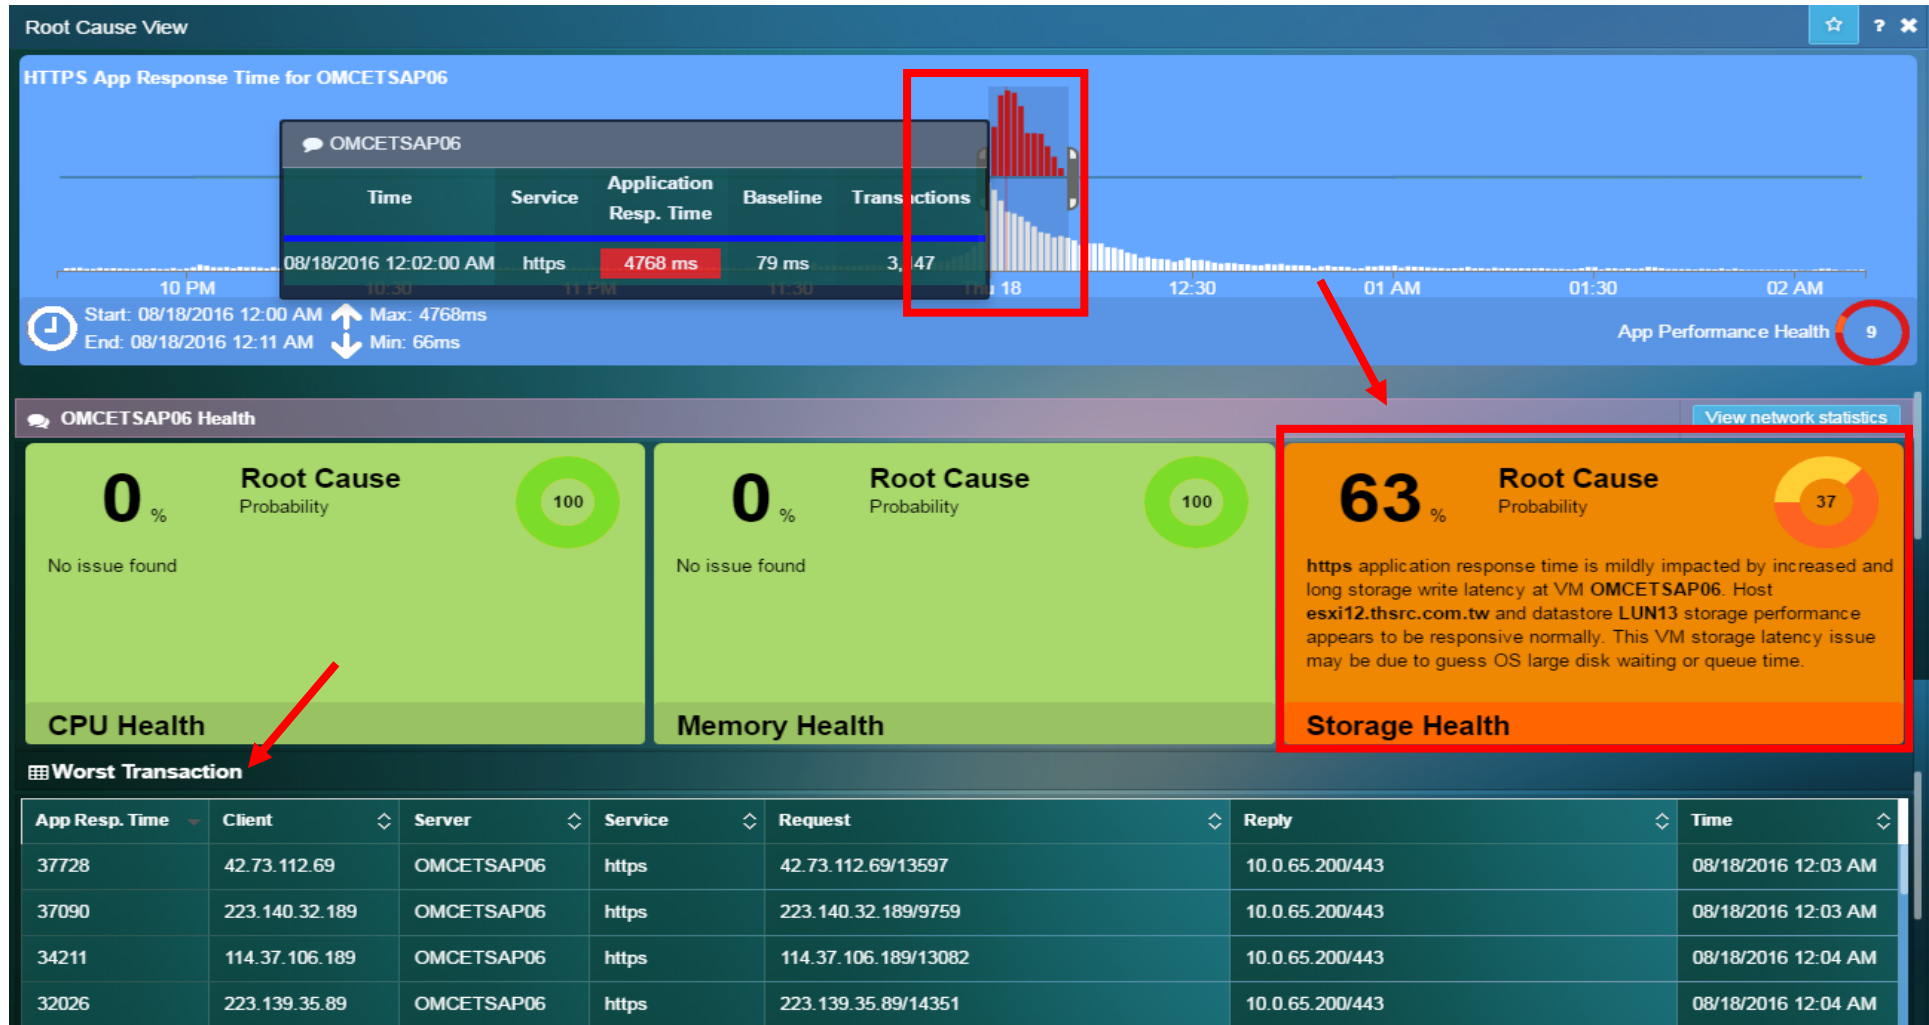 Root Cause View
? ✖
HTTPS App Response Time for OMCETSAP06
OMCETSAP06
Time Service Application Resp. Time Baseline Transactions
08/18/2016 12:02:00 AM https 4768 ms 79 ms 3,147
10 PM 10:30 11 PM 11:30 Thu 18 12:30 01 AM 01:30 02 AM
Start: 08/18/2016 12:00 AM Max: 4768ms
End: 08/18/2016 12:11 AM Min: 66ms
App Performance Health 9
OMCETSAP06 Health
View network statistics
0 %
Root Cause
Probability
100
No issue found
CPU Health
0 %
Root Cause
Probability
100
No issue found
Memory Health
63 %
Root Cause
Probability
37
https application response time is mildly impacted by increased and
long storage write latency at VM OMCETSAP06. Host
esxi12.thsrc.com.tw and datastore LUN13 storage performance
appears to be responsive normally. This VM storage latency issue
may be due to guess OS large disk waiting or queue time.
Storage Health
Worst Transaction
App Resp. Time Client Server Service Request Reply Time
37728 42.73.112.69 OMCETSAP06 https 42.73.112.69/13597 10.0.65.200/443 08/18/2016 12:03 AM
37090 223.140.32.189 OMCETSAP06 https 223.140.32.189/9759 10.0.65.200/443 08/18/2016 12:03 AM
34211 114.37.106.189 OMCETSAP06 https 114.37.106.189/13082 10.0.65.200/443 08/18/2016 12:04 AM
32026 223.139.35.89 OMCETSAP06 https 223.139.35.89/14351 10.0.65.200/443 08/18/2016 12:04 AM